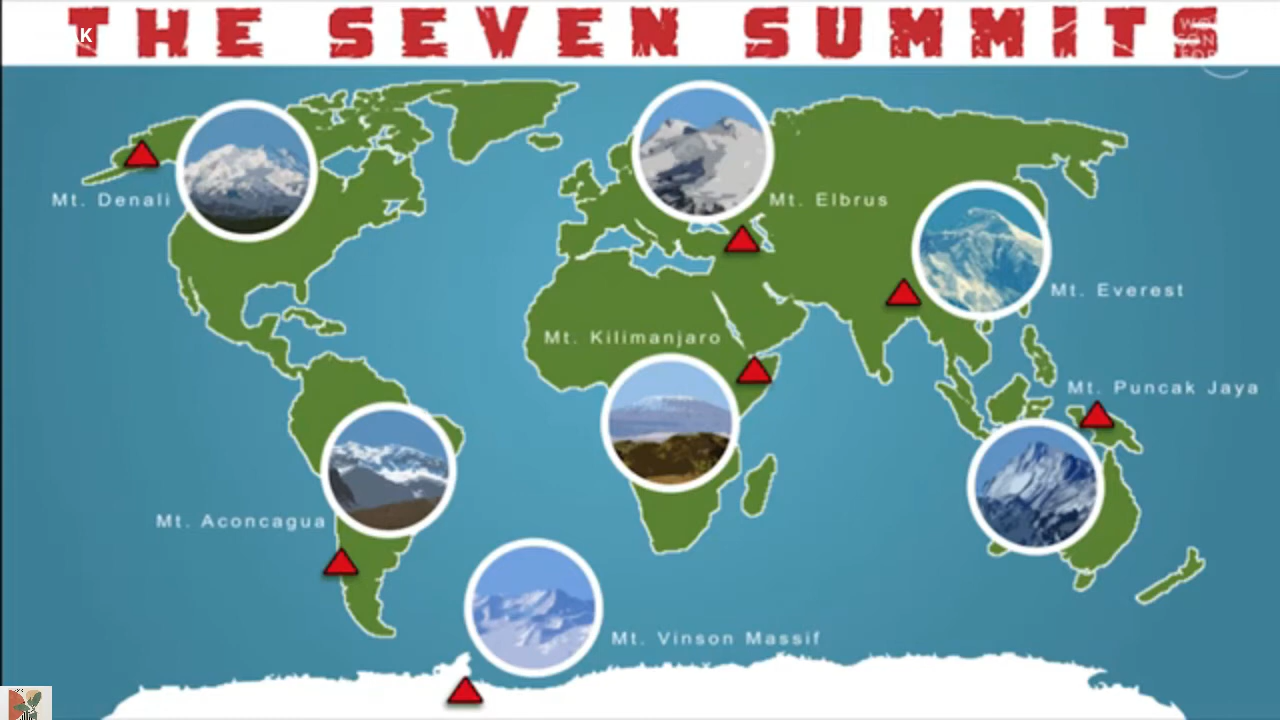 THE SEVEN SUMMITS
Mt. Denali
Mt. Elbrus
Mt. Everest
Mt. Kilimanjaro
Mt. Puncak Jaya
Mt. Aconcagua
Mt. Vinson Massif